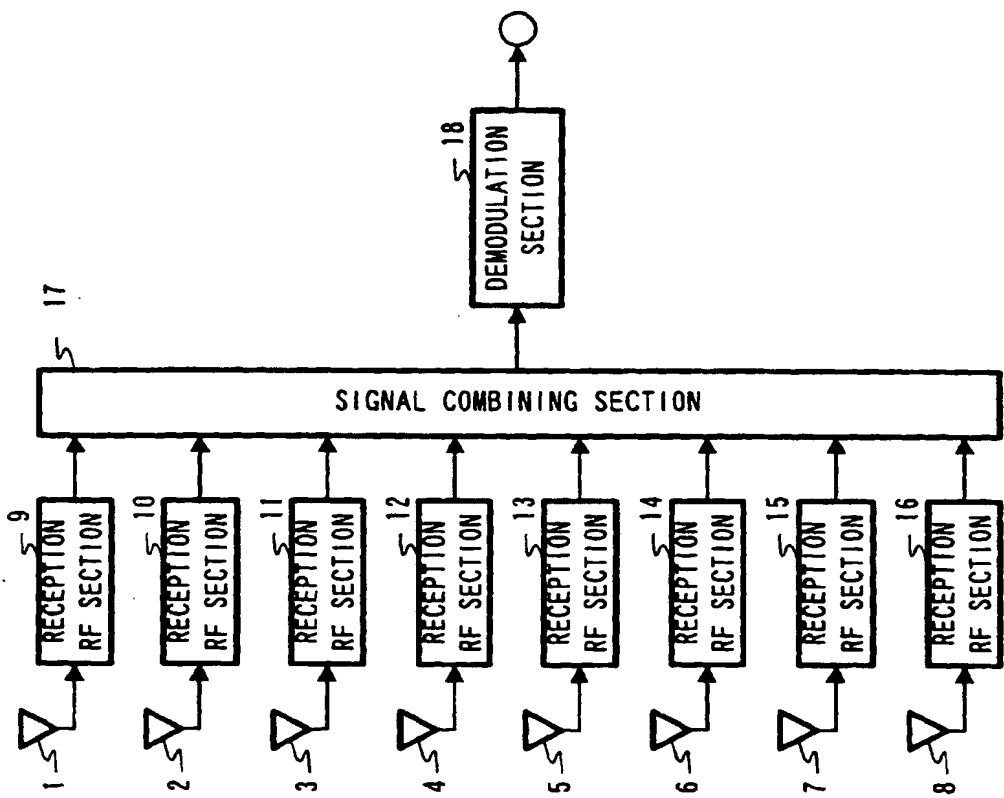 1
RECEPTION
RF SECTION
9
2
RECEPTION
RF SECTION
10
3
RECEPTION
RF SECTION
11
4
RECEPTION
RF SECTION
12
5
RECEPTION
RF SECTION
13
6
RECEPTION
RF SECTION
14
7
RECEPTION
RF SECTION
15
8
RECEPTION
RF SECTION
16
SIGNAL COMBINING SECTION
17
DEMODULATION
SECTION
18